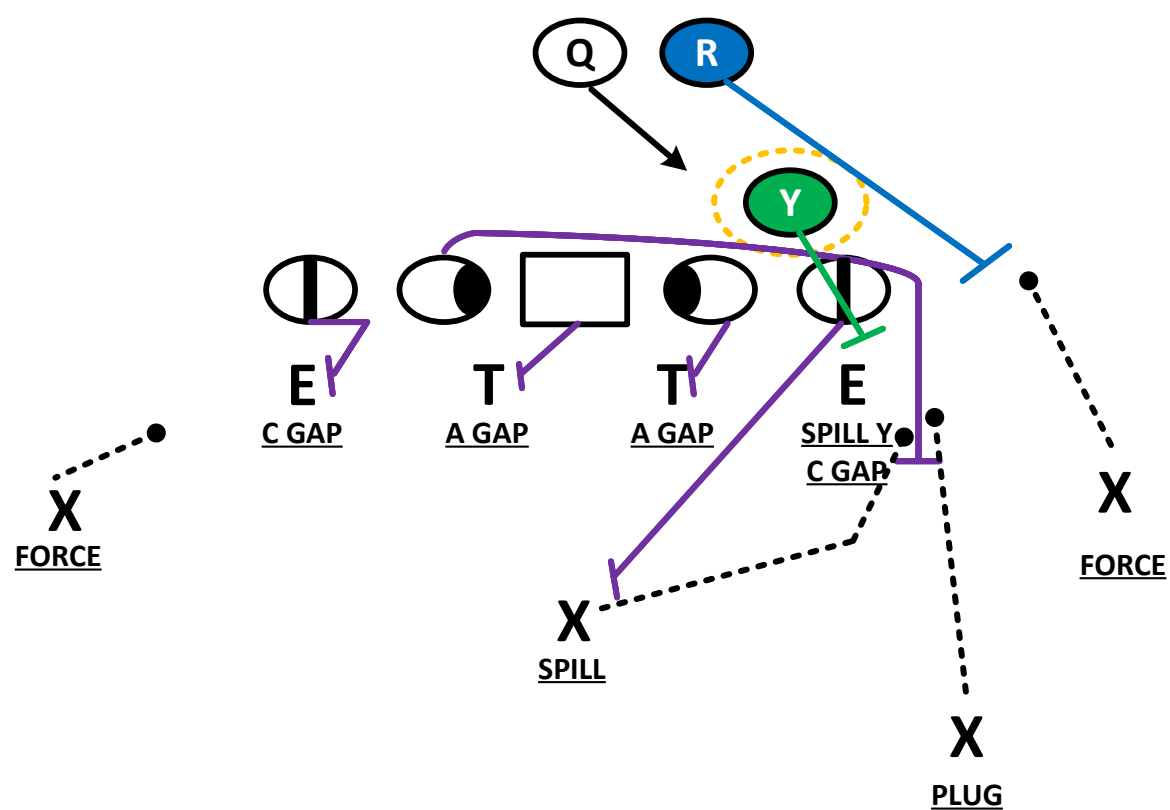 Q R
Y
E T T E
C GAP A GAP A GAP SPILL Y
C GAP
X
FORCE
X
FORCE
X
SPILL
X
PLUG